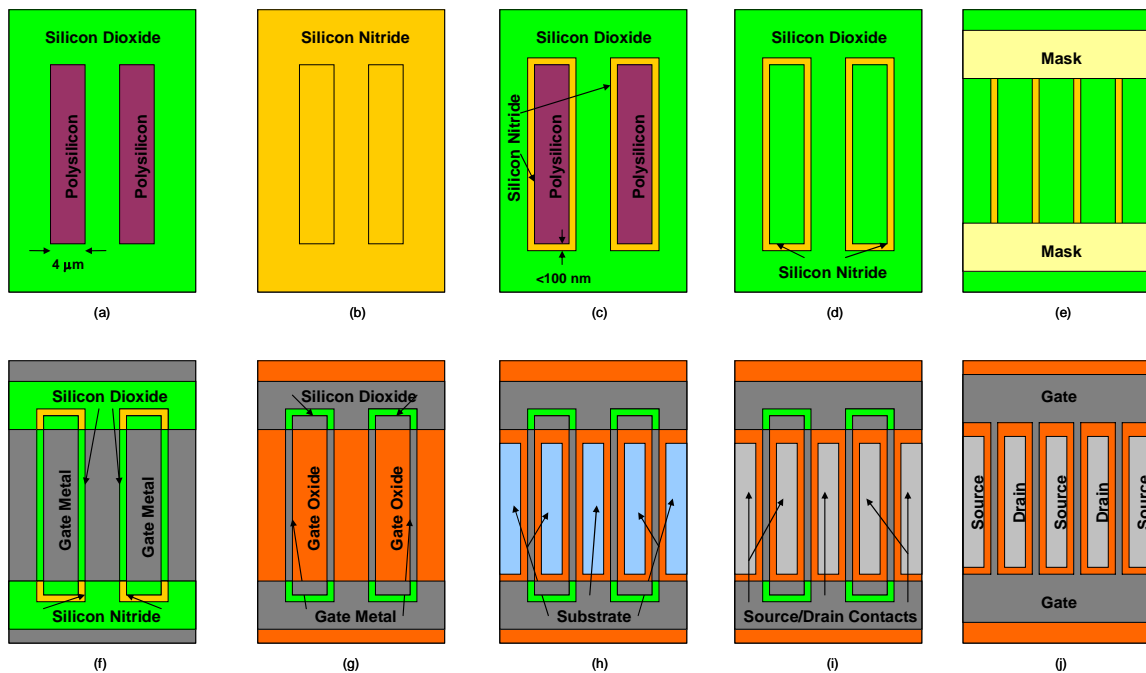 Silicon Dioxide
Polysilicon
Polysilicon
4 μm
(a)
Silicon Nitride
(b)
Silicon Dioxide
Silicon Nitride
Polysilicon
Polysilicon
<100 nm
(c)
Silicon Dioxide
Silicon Nitride
(d)
Mask
Mask
(e)
Silicon Dioxide
Gate Metal
Gate Metal
Silicon Nitride
(f)
Silicon Dioxide
Gate Oxide
Gate Oxide
Gate Metal
(g)
Substrate
(h)
Source/Drain Contacts
(i)
Gate
Source
Drain
Source
Drain
Source
Gate
(j)